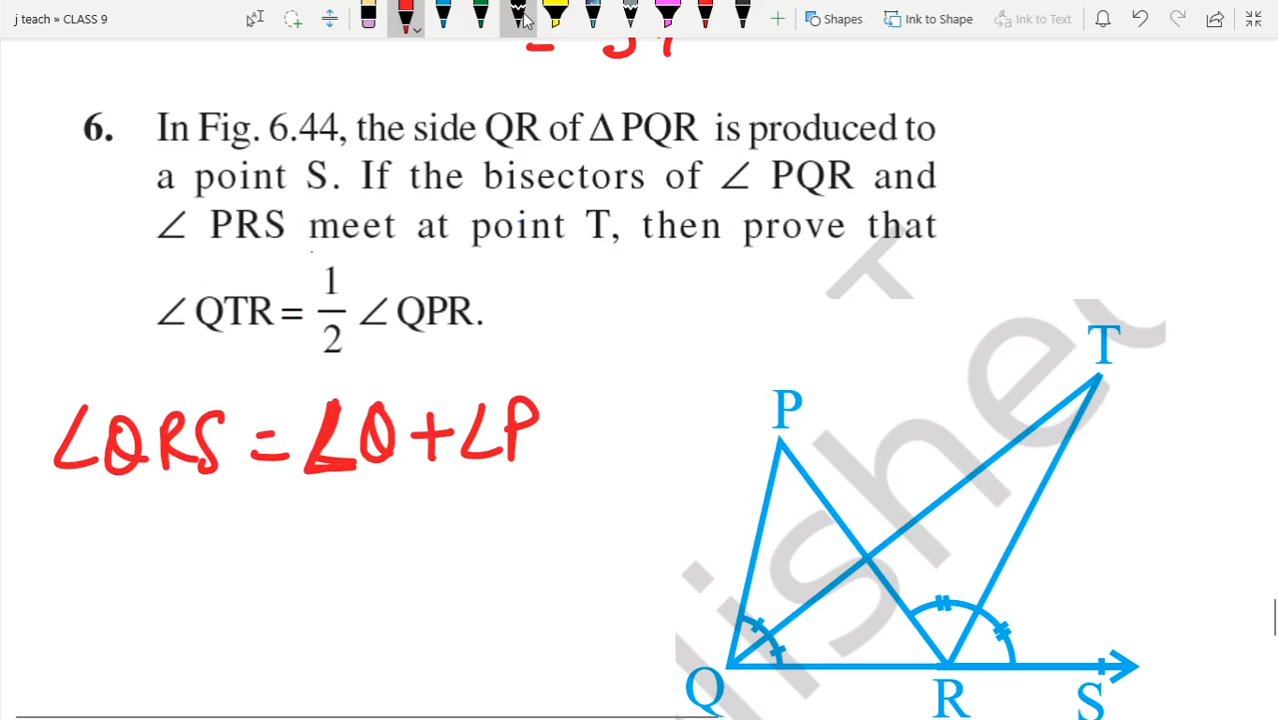 j teach » CLASS 9
Shapes
Ink to Shape
Ink to Text
6. In Fig. 6.44, the side QR of Δ PQR is produced to
a point S. If the bisectors of ∠ PQR and
∠ PRS meet at point T, then prove that
∠ QTR = 1/2 ∠ QPR.
∠QRS = ∠Q + ∠P
T
P
Q
R
S